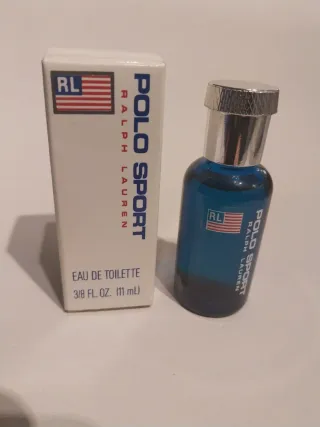 RL
POLO SPORT
RALPH LAUREN
EAU DE TOILETTE
3/8 FL. OZ. (11 mL)
RL
POLO SPORT
RALPH LAUREN